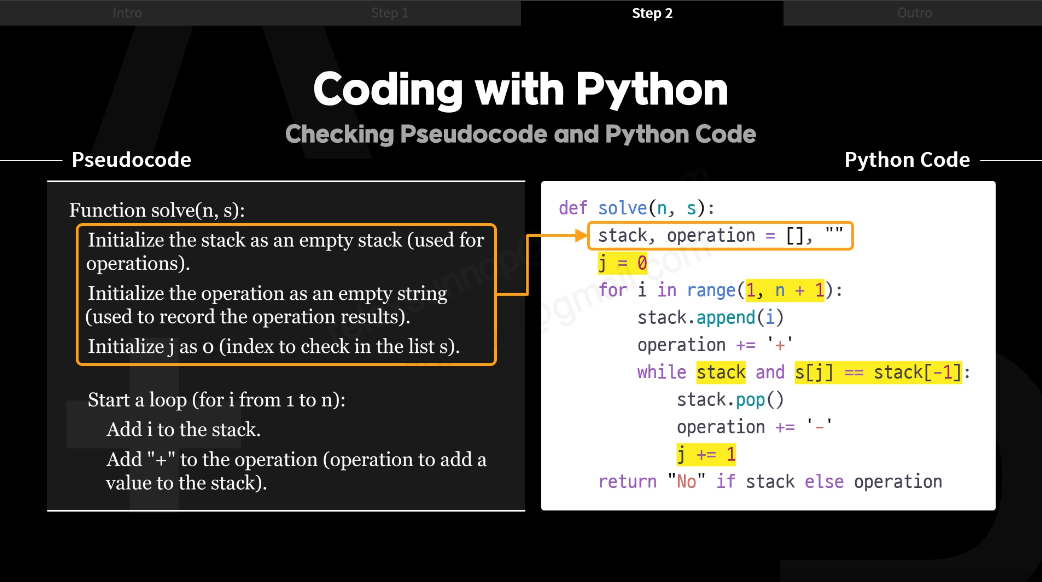 Intro
Step 1
Step 2
Outro
Coding with Python
Checking Pseudocode and Python Code
Pseudocode
Function solve(n, s):
Initialize the stack as an empty stack (used for
operations).
Initialize the operation as an empty string
(used to record the operation results).
Initialize j as 0 (index to check in the list s).
Start a loop (for i from 1 to n):
Add i to the stack.
Add "+" to the operation (operation to add a
value to the stack).
Python Code
def solve(n, s):
stack, operation = [], ""
j = 0
for i in range(1, n + 1):
stack.append(i)
operation += '+'
while stack and s[j] == stack[-1]:
stack.pop()
operation += '-'
j += 1
return "No" if stack else operation